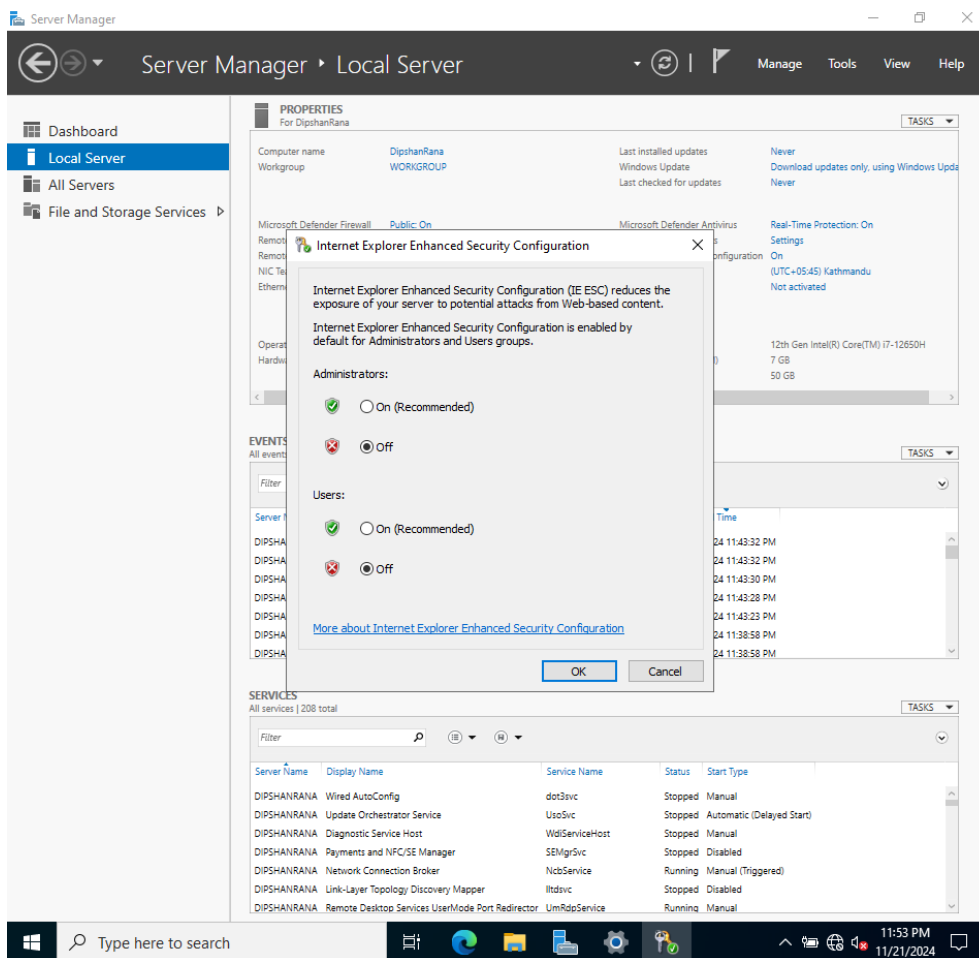 Server Manager
Server Manager • Local Server
Manage Tools View Help
Dashboard
Local Server
All Servers
File and Storage Services
PROPERTIES
For DipshanRana
TASKS
Computer name DipshanRana Last installed updates Never
Workgroup WORKGROUP Windows Update Download updates only, using Windows Upda
Last checked for updates Never
Microsoft Defender Firewall Public: On Microsoft Defender Antivirus Real-Time Protection: On
Settings
onfiguration On
(UTC+05:45) Kathmandu
Not activated
12th Gen Intel(R) Core(TM) i7-12650H
7 GB
50 GB
Internet Explorer Enhanced Security Configuration
Internet Explorer Enhanced Security Configuration (IE ESC) reduces the
exposure of your server to potential attacks from Web-based content.
Internet Explorer Enhanced Security Configuration is enabled by
default for Administrators and Users groups.
Administrators:
On (Recommended)
Off
Users:
On (Recommended)
Off
More about Internet Explorer Enhanced Security Configuration
OK Cancel
EVENTS
TASKS
Filter
Server
Time
DIPSHA 24 11:43:32 PM
DIPSHA 24 11:43:32 PM
DIPSHA 24 11:43:30 PM
DIPSHA 24 11:43:28 PM
DIPSHA 24 11:43:23 PM
DIPSHA 24 11:38:58 PM
DIPSHA 24 11:38:58 PM
SERVICES
All services | 208 total
TASKS
Filter
Server Name Display Name Service Name Status Start Type
DIPSHANRANA Wired AutoConfig dot3svc Stopped Manual
DIPSHANRANA Update Orchestrator Service UsoSvc Stopped Automatic (Delayed Start)
DIPSHANRANA Diagnostic Service Host WdiServiceHost Stopped Manual
DIPSHANRANA Payments and NFC/SE Manager SEMgrSvc Stopped Disabled
DIPSHANRANA Network Connection Broker NcbService Running Manual (Triggered)
DIPSHANRANA Link-Layer Topology Discovery Mapper lltdsvc Stopped Disabled
DIPSHANRANA Remote Desktop Services UserMode Port Redirector UmRdpService Running Manual
Type here to search
11:53 PM
11/21/2024